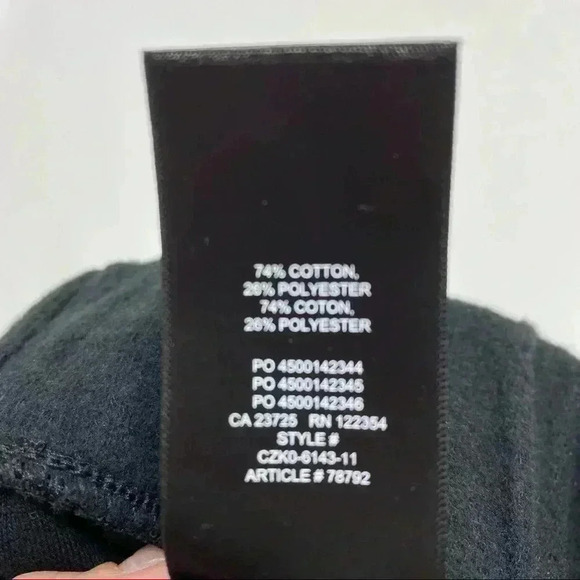 74% COTTON,
26% POLYESTER
74% COTON,
26% POLYESTER
PO 4500142344
PO 4500142345
PO 4500142346
CA 23725 RN 122354
STYLE #
CZK0-6143-11
ARTICLE # 78792